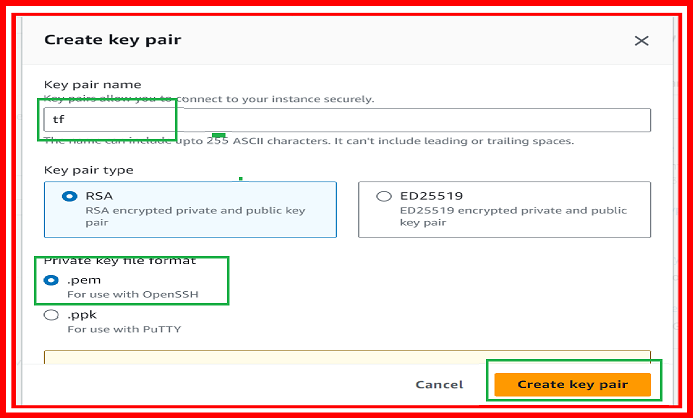 Create key pair
Key pair name
Key pairs allow you to connect to your instance securely.
tf
The name can include upto 255 ASCII characters. It can't include leading or trailing spaces.
Key pair type
RSA
RSA encrypted private and public key
pair
ED25519
ED25519 encrypted private and public
key pair
Private key file format
.pem
For use with OpenSSH
.ppk
For use with PuTTY
Cancel
Create key pair